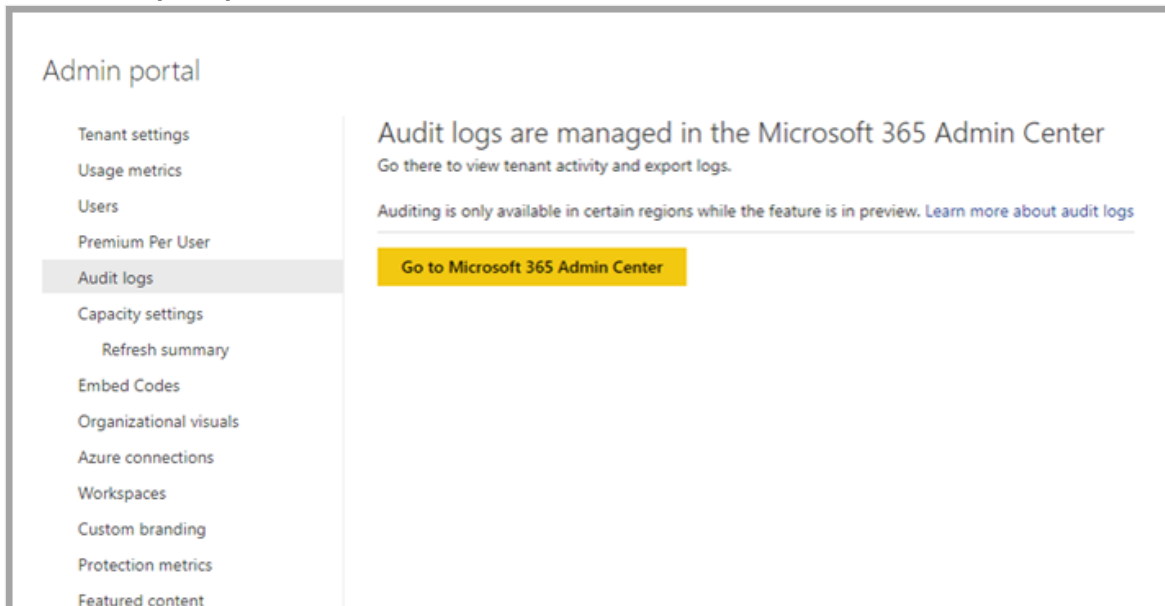 Admin portal
Tenant settings
Usage metrics
Users
Premium Per User
Audit logs
Capacity settings
Refresh summary
Embed Codes
Organizational visuals
Azure connections
Workspaces
Custom branding
Protection metrics
Featured content
Audit logs are managed in the Microsoft 365 Admin Center
Go there to view tenant activity and export logs.
Auditing is only available in certain regions while the feature is in preview. Learn more about audit logs
Go to Microsoft 365 Admin Center